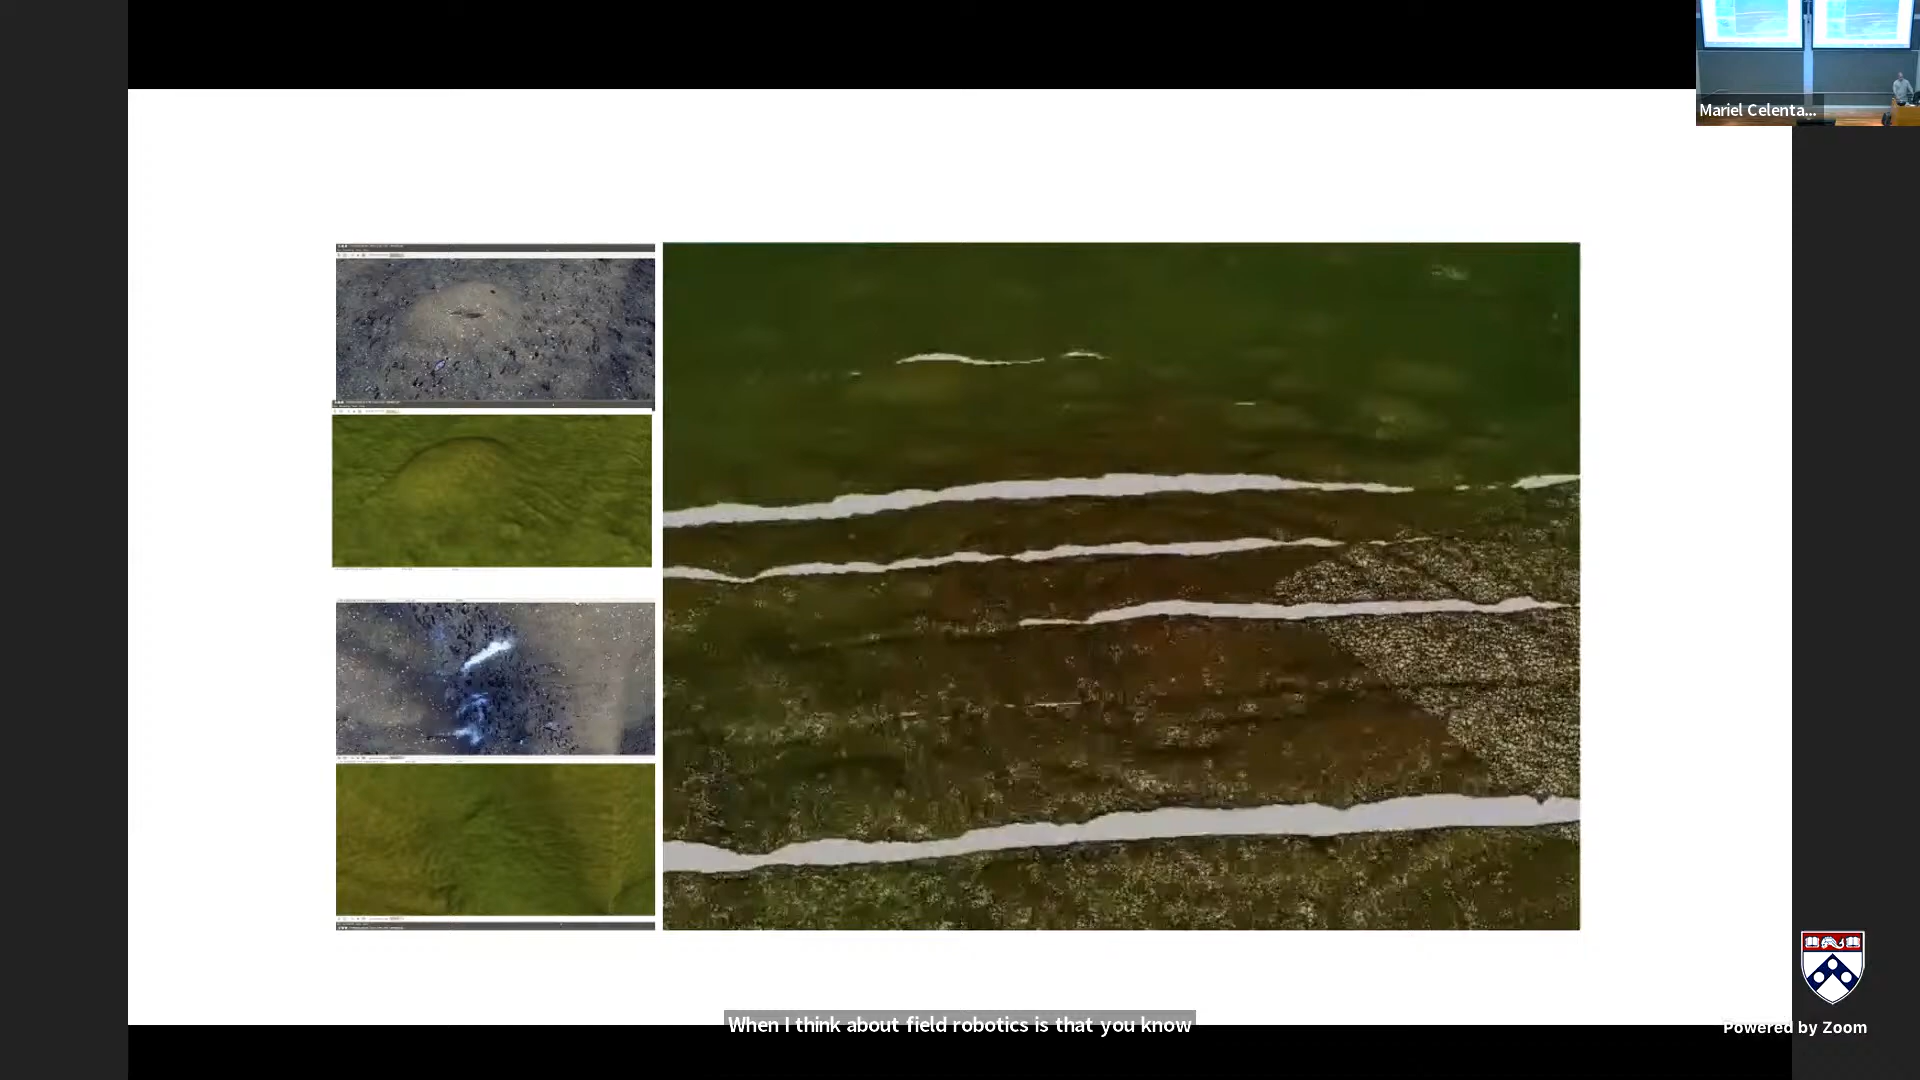 Mariel Celenta...
When I think about field robotics is that you know
Powered by Zoom